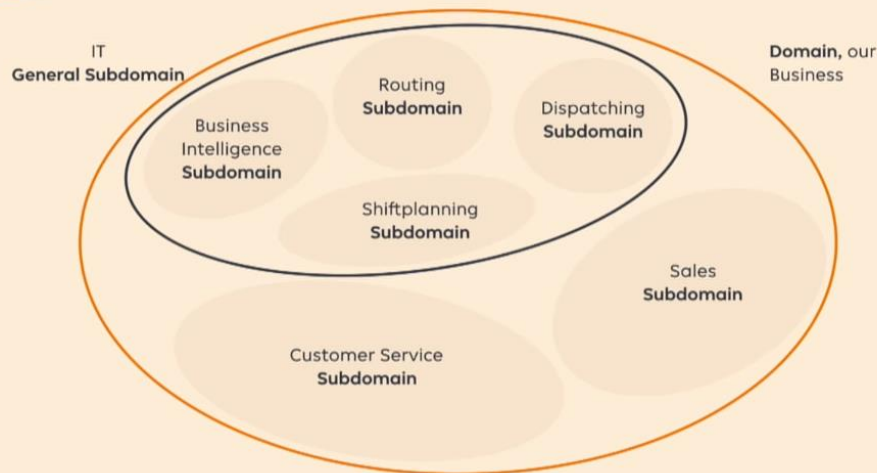 IT
General Subdomain
Domain, our
Business
Routing
Subdomain
Dispatching
Subdomain
Business
Intelligence
Subdomain
Shiftplanning
Subdomain
Sales
Subdomain
Customer Service
Subdomain